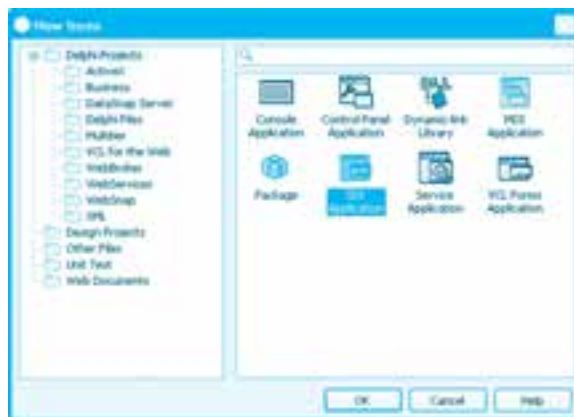 New Items
Delphi Projects
ActiveX
Business
DataSnap Server
Delphi Files
Multitier
VCL for the Web
WebBroker
WebServices
WebSnap
XML
Design Projects
Other Files
Unit Test
Web Documents
Console Application
Control Panel Application
Dynamic-link Library
MDI Application
Package
SDI Application
Service Application
VCL Forms Application
OK
Cancel
Help